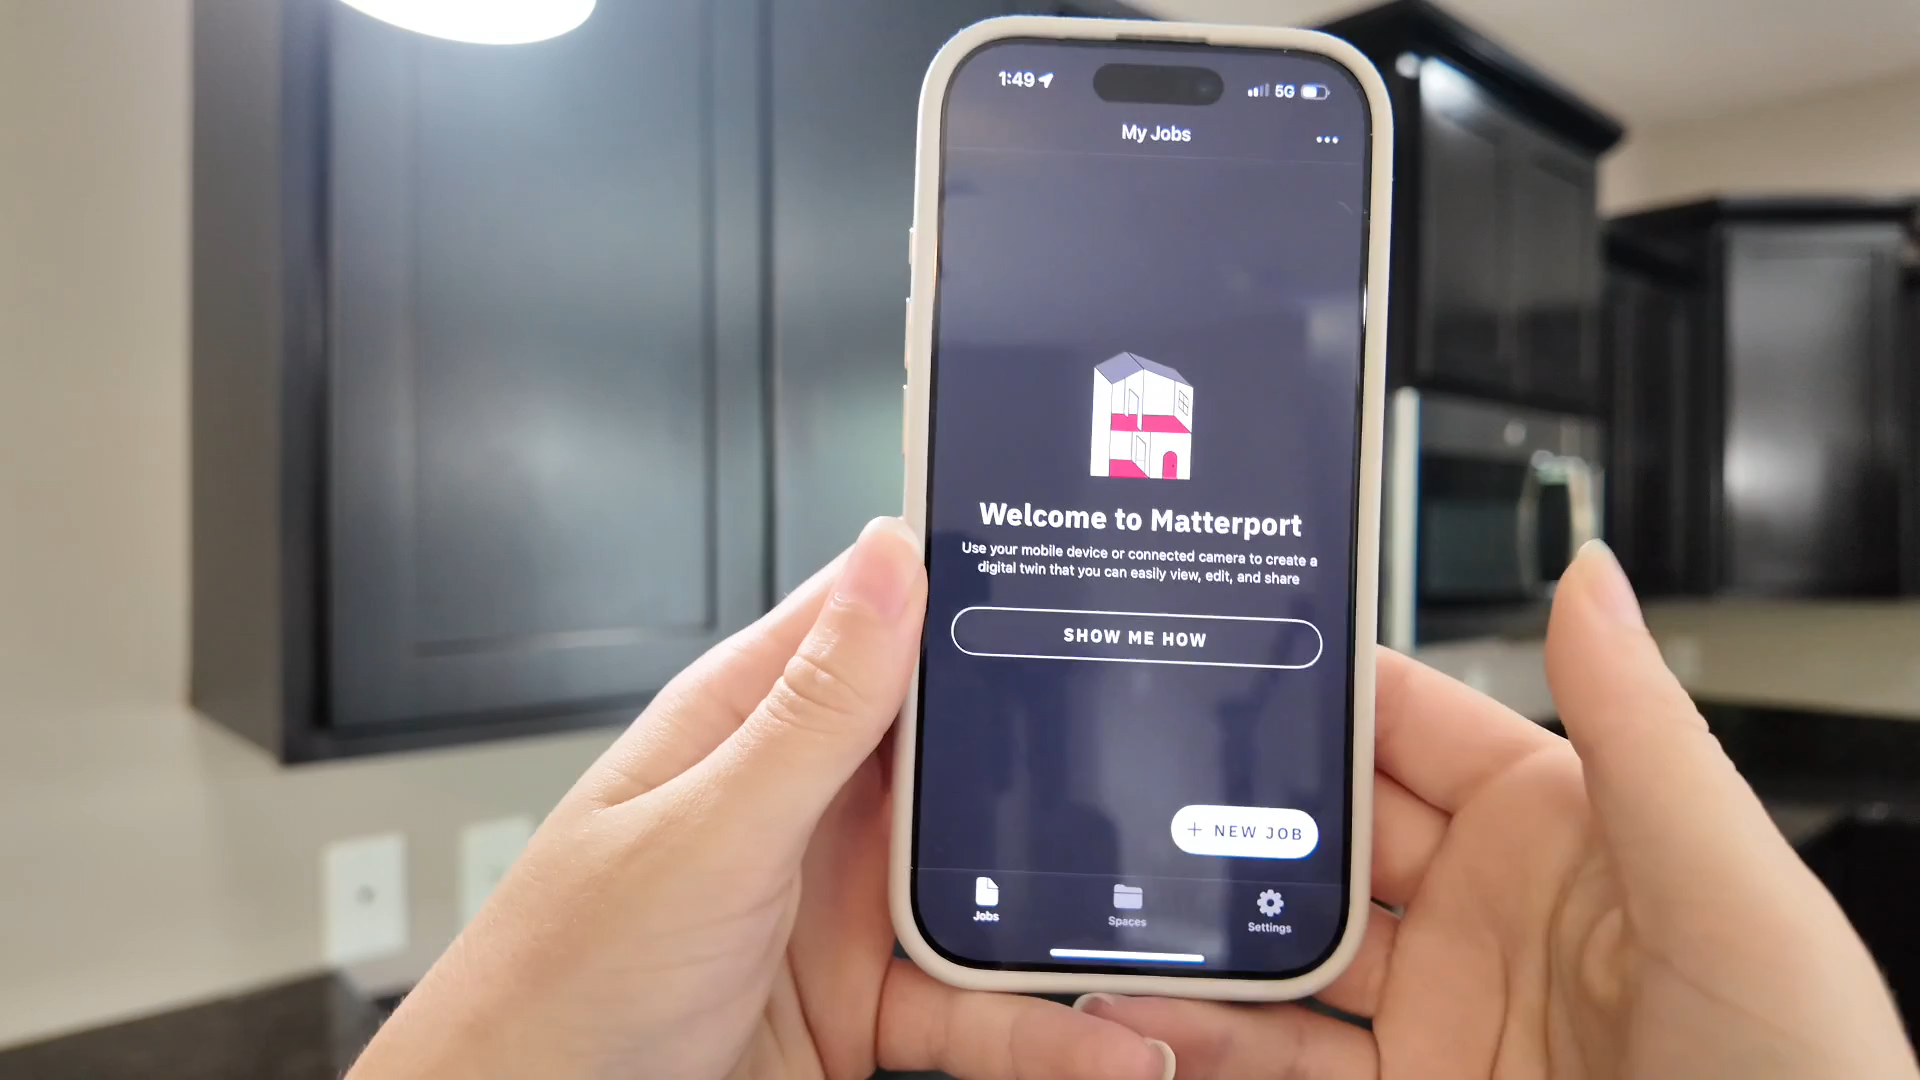 1:49
5G
My Jobs
Welcome to Matterport
Use your mobile device or connected camera to create a
digital twin that you can easily view, edit, and share
SHOW ME HOW
+ NEW JOB
Jobs
Spaces
Settings